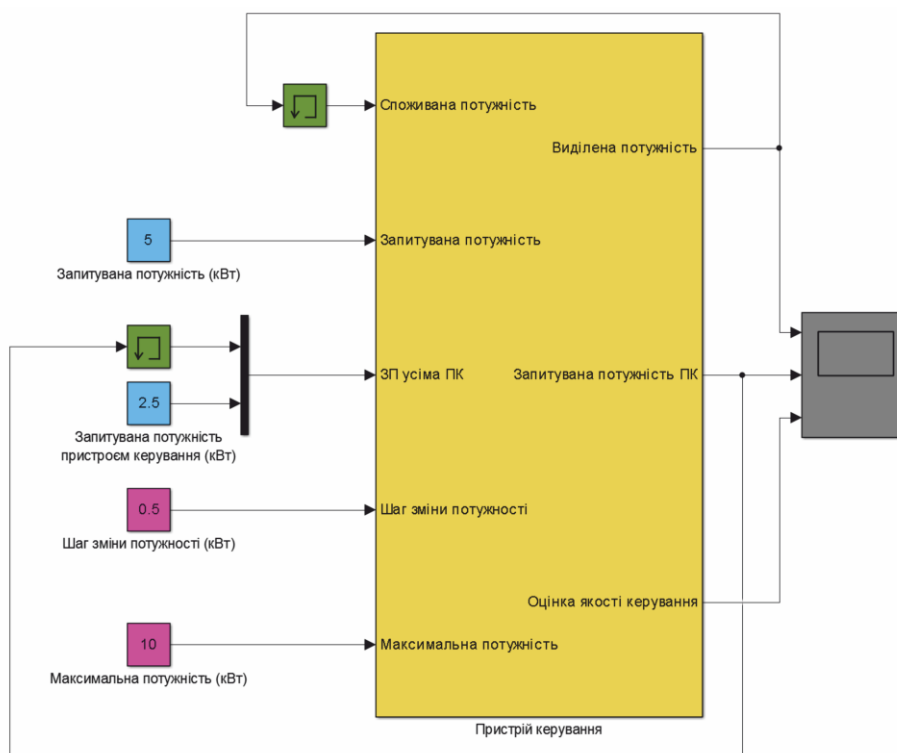 Споживана потужність
Виділена потужність
5
Запитувана потужність
Запитувана потужність (кВт)
ЗП усіма ПК
Запитувана потужність ПК
2.5
Запитувана потужність
пристроєм керування (кВт)
0.5
Шаг зміни потужності
Шаг зміни потужності (кВт)
Оцінка якості керування
10
Максимальна потужність
Максимальна потужність (кВт)
Пристрій керування